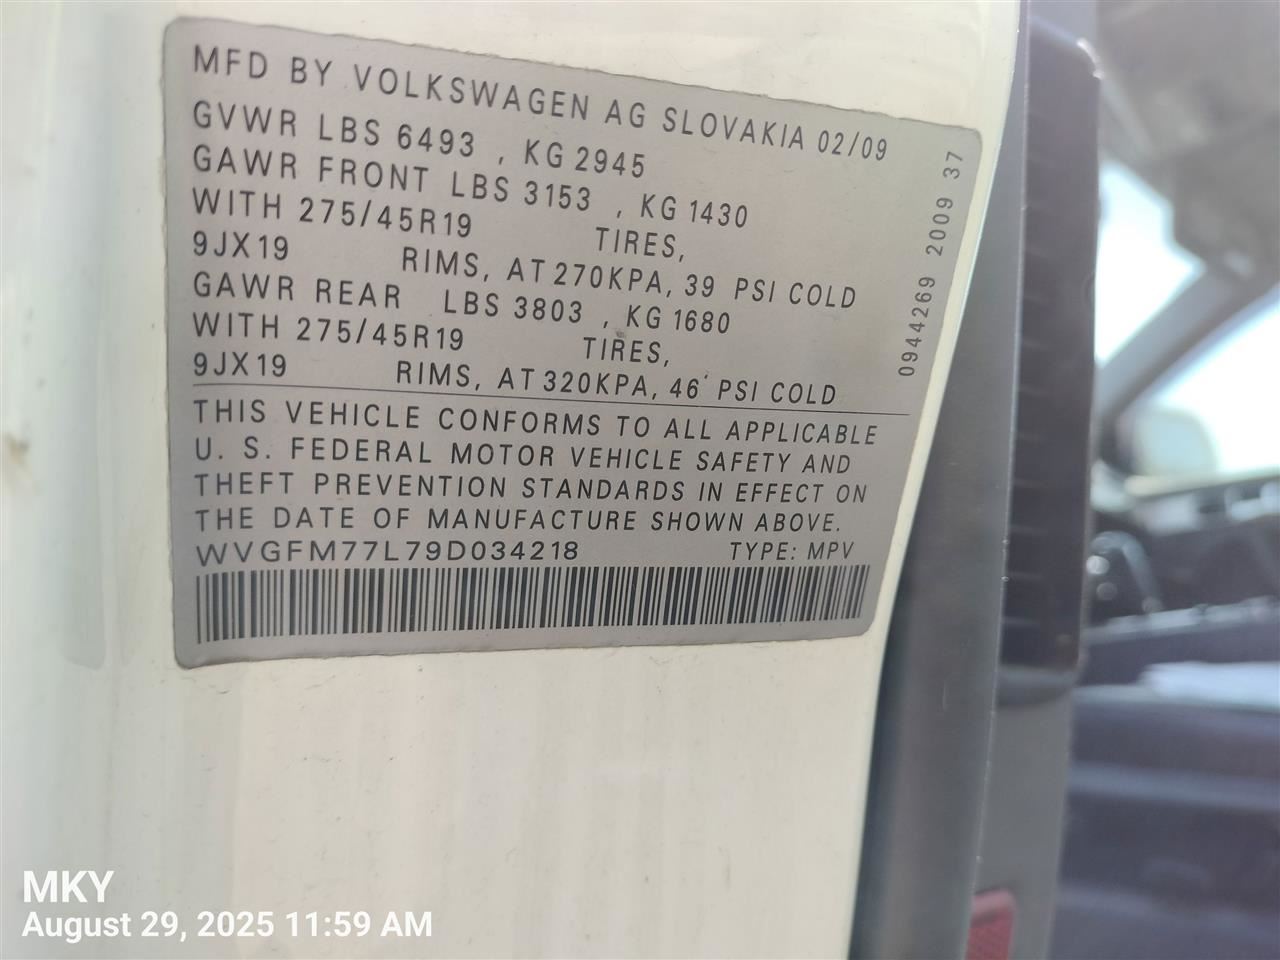 MFD BY VOLKSWAGEN AG SLOVAKIA 02/09
GVWR LBS 6493 , KG 2945
GAWR FRONT LBS 3153 , KG 1430
WITH 275/45R19 TIRES,
9JX19 RIMS, AT 270KPA, 39 PSI COLD
GAWR REAR LBS 3803 , KG 1680
WITH 275/45R19 TIRES,
9JX19 RIMS, AT 320KPA, 46 PSI COLD
THIS VEHICLE CONFORMS TO ALL APPLICABLE
U. S. FEDERAL MOTOR VEHICLE SAFETY AND
THEFT PREVENTION STANDARDS IN EFFECT ON
THE DATE OF MANUFACTURE SHOWN ABOVE.
WVGFM77L79D034218 TYPE: MPV
0944269 2009 37
MKY
August 29, 2025 11:59 AM